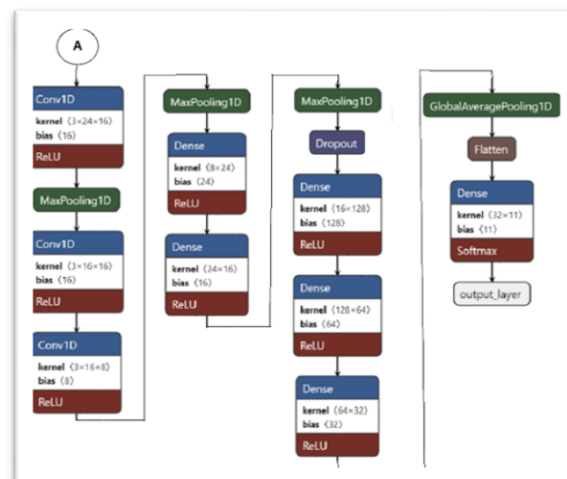 A
Conv1D
kernel ⟨3×24×16⟩
bias ⟨16⟩
ReLU
MaxPooling1D
Conv1D
kernel ⟨3×16×16⟩
bias ⟨16⟩
ReLU
Conv1D
kernel ⟨3×16×8⟩
bias ⟨8⟩
ReLU
MaxPooling1D
Dense
kernel ⟨8×24⟩
bias ⟨24⟩
ReLU
Dense
kernel ⟨24×16⟩
bias ⟨16⟩
ReLU
MaxPooling1D
Dropout
Dense
kernel ⟨16×128⟩
bias ⟨128⟩
ReLU
Dense
kernel ⟨128×64⟩
bias ⟨64⟩
ReLU
Dense
kernel ⟨64×32⟩
bias ⟨32⟩
ReLU
GlobalAveragePooling1D
Flatten
Dense
kernel ⟨32×11⟩
bias ⟨11⟩
Softmax
output_layer